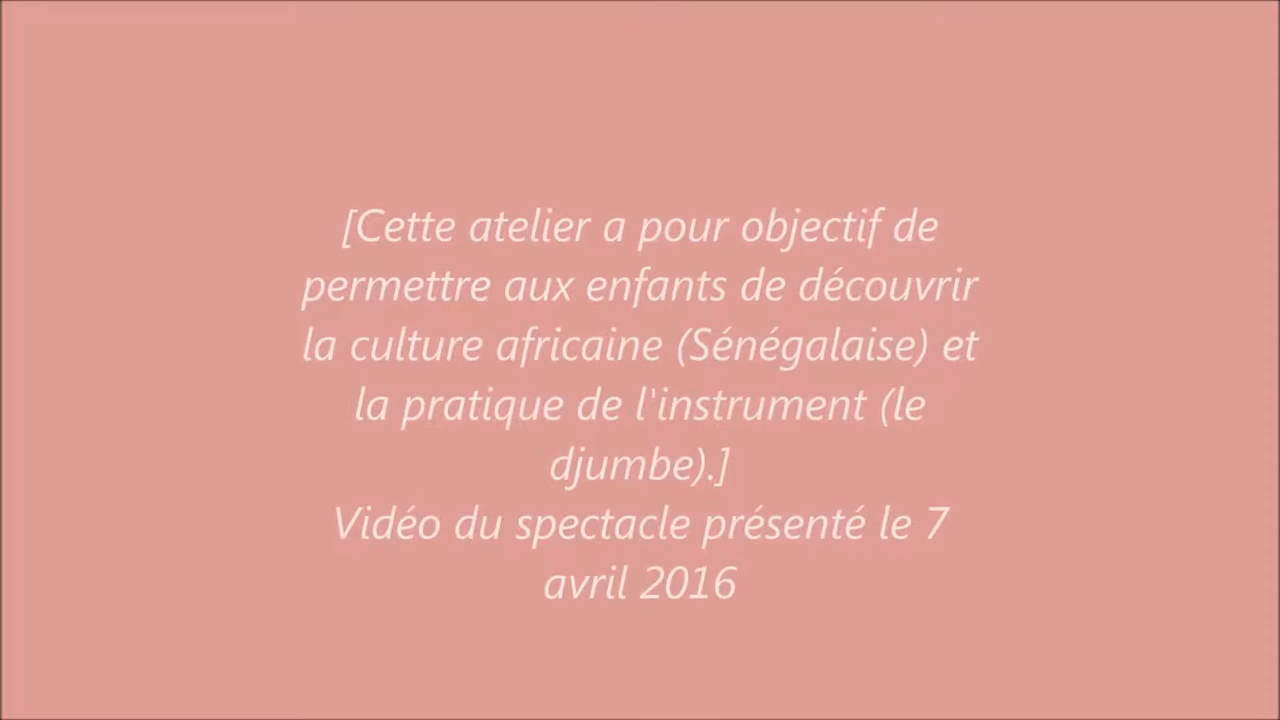 [Cette atelier a pour objectif de
permettre aux enfants de découvrir
la culture africaine (Sénégalaise) et
la pratique de l'instrument (le
djumbe).]
Vidéo du spectacle présenté le 7
avril 2016